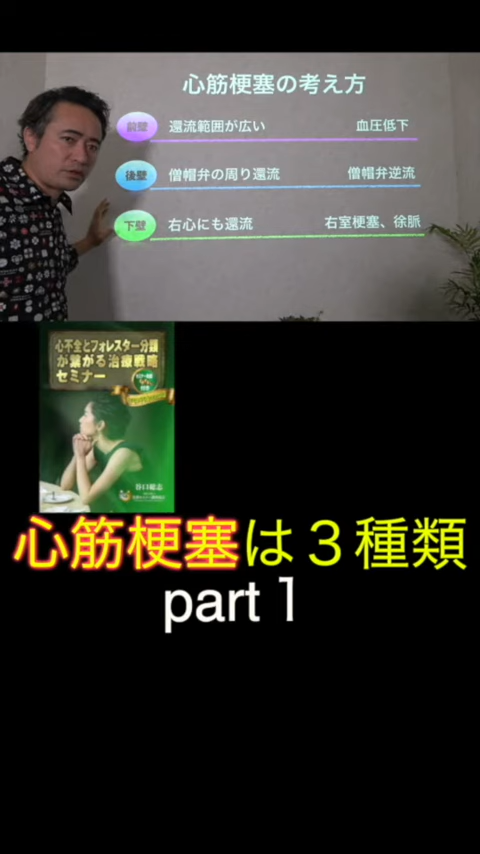 心筋梗塞の考え方
前壁 還流範囲が広い 血圧低下
後壁 僧帽弁の周り還流 僧帽弁逆流
下壁 右心にも還流 右室梗塞、徐脈
心不全とフォレスター分類
が繋がる治療戦略
セミナー
谷口総志
心筋梗塞は３種類
part 1